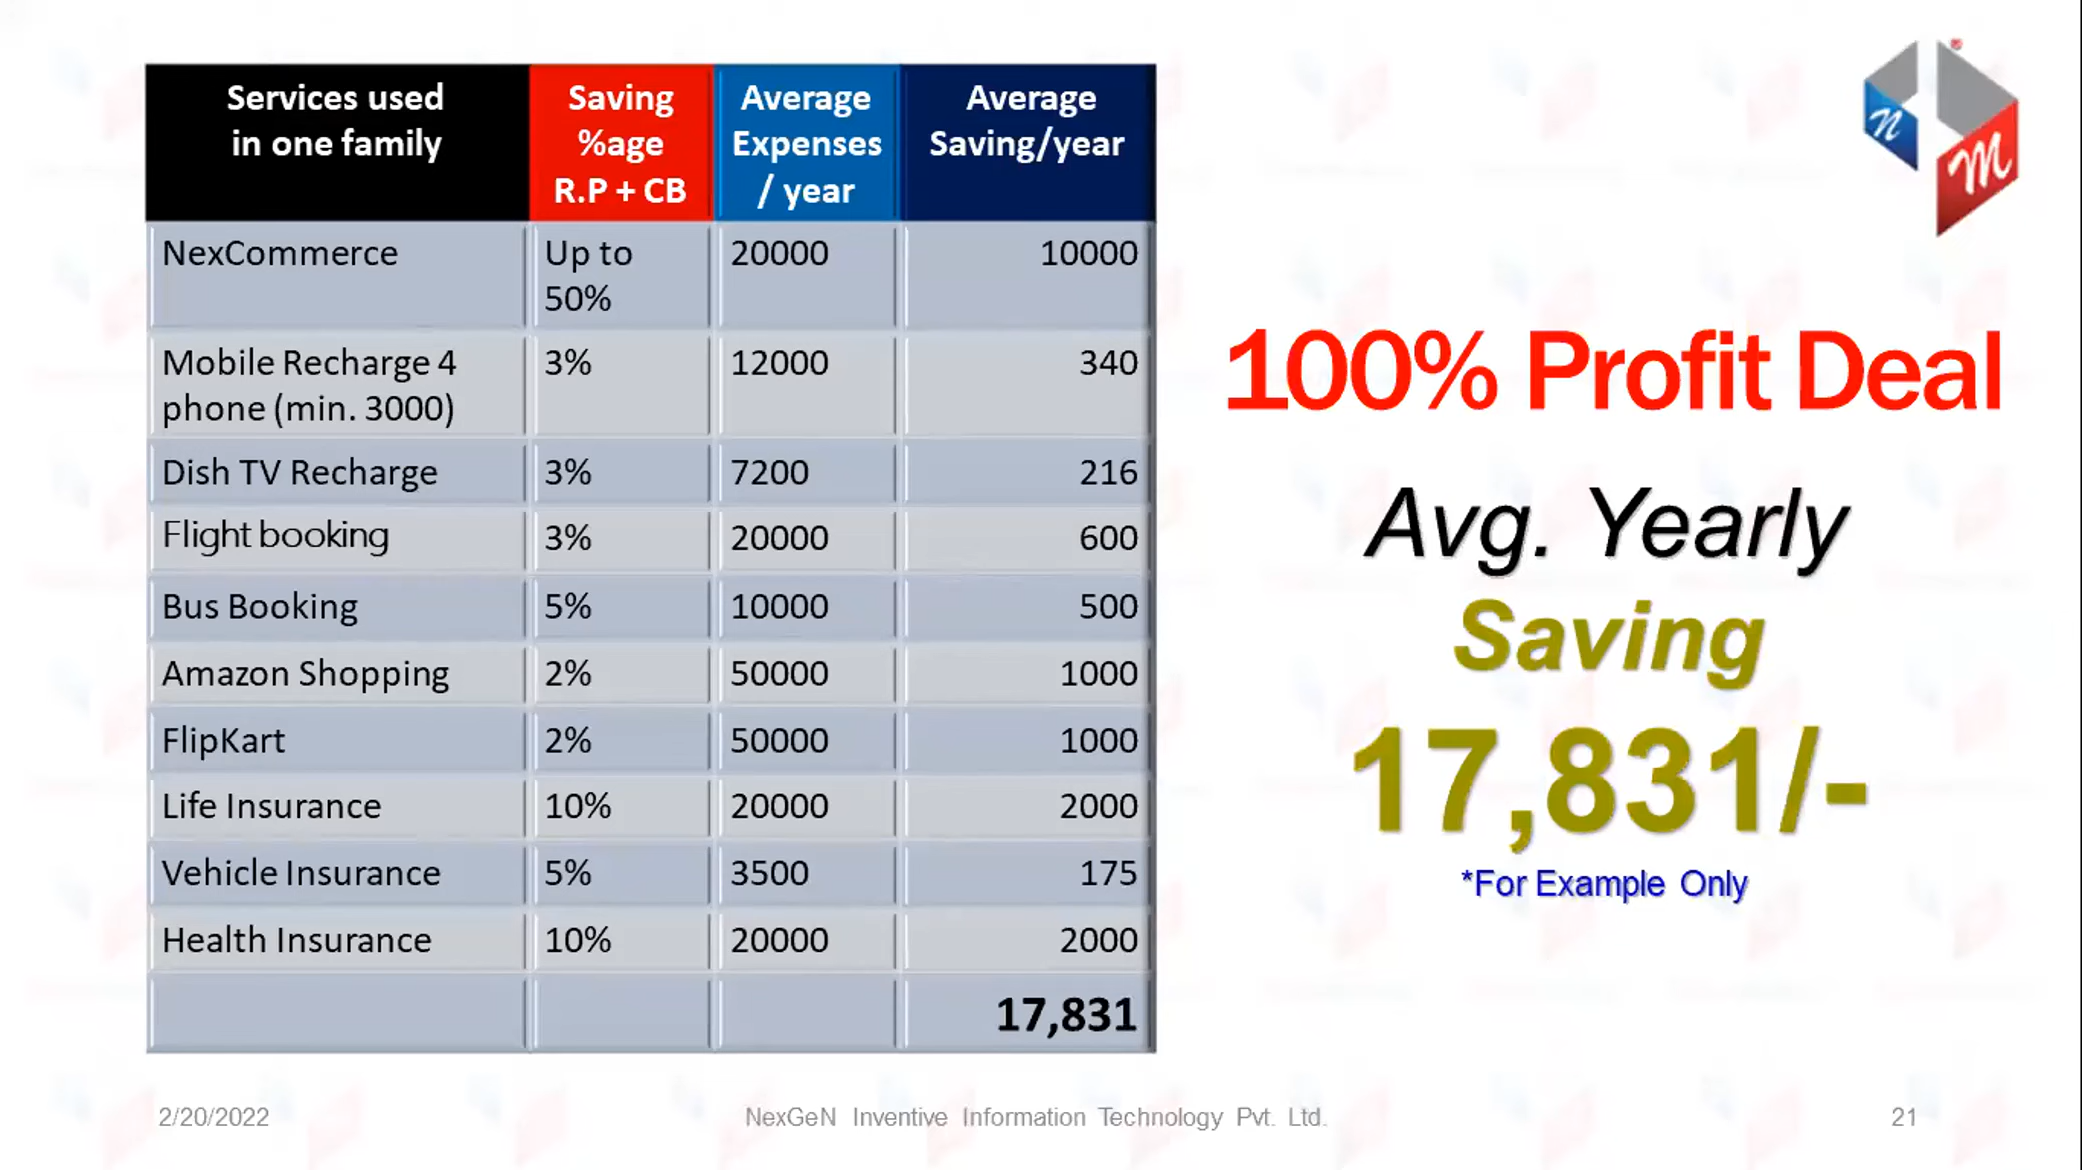 Services used
in one family
Saving
%age
R.P + CB
Average
Expenses
/ year
Average
Saving/year
NexCommerce
Up to
50%
20000
10000
Mobile Recharge 4
phone (min. 3000)
3%
12000
340
Dish TV Recharge
3%
7200
216
Flight booking
3%
20000
600
Bus Booking
5%
10000
500
Amazon Shopping
2%
50000
1000
FlipKart
2%
50000
1000
Life Insurance
10%
20000
2000
Vehicle Insurance
5%
3500
175
Health Insurance
10%
20000
2000
17,831
n
M
®
100% Profit Deal
Avg. Yearly
Saving
17,831/-
*For Example Only
2/20/2022
NexGeN Inventive Information Technology Pvt. Ltd.
21